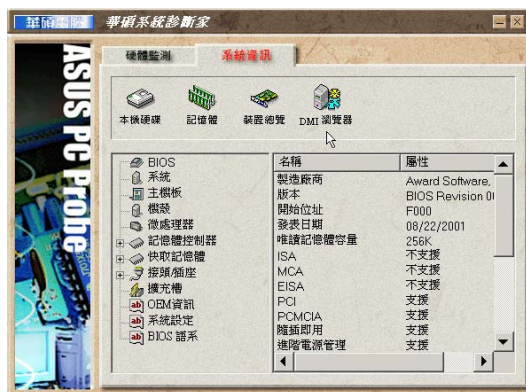 華碩電腦
華碩系統診斷家
ASUS PC Probe
硬體監測
系統資訊
本機硬碟
記憶體
裝置總覽
DMI 瀏覽器
BIOS
系統
主機板
機殼
微處理器
記憶體控制器
快取記憶體
接頭/插座
擴充槽
OEM資訊
系統設定
BIOS 語系
名稱 屬性
製造廠商 Award Software,
版本 BIOS Revision 0
開始位址 F000
發表日期 08/22/2001
唯讀記憶體容量 256K
ISA 不支援
MCA 不支援
EISA 不支援
PCI 支援
PCMCIA 支援
隨插即用 支援
進階電源管理 支援